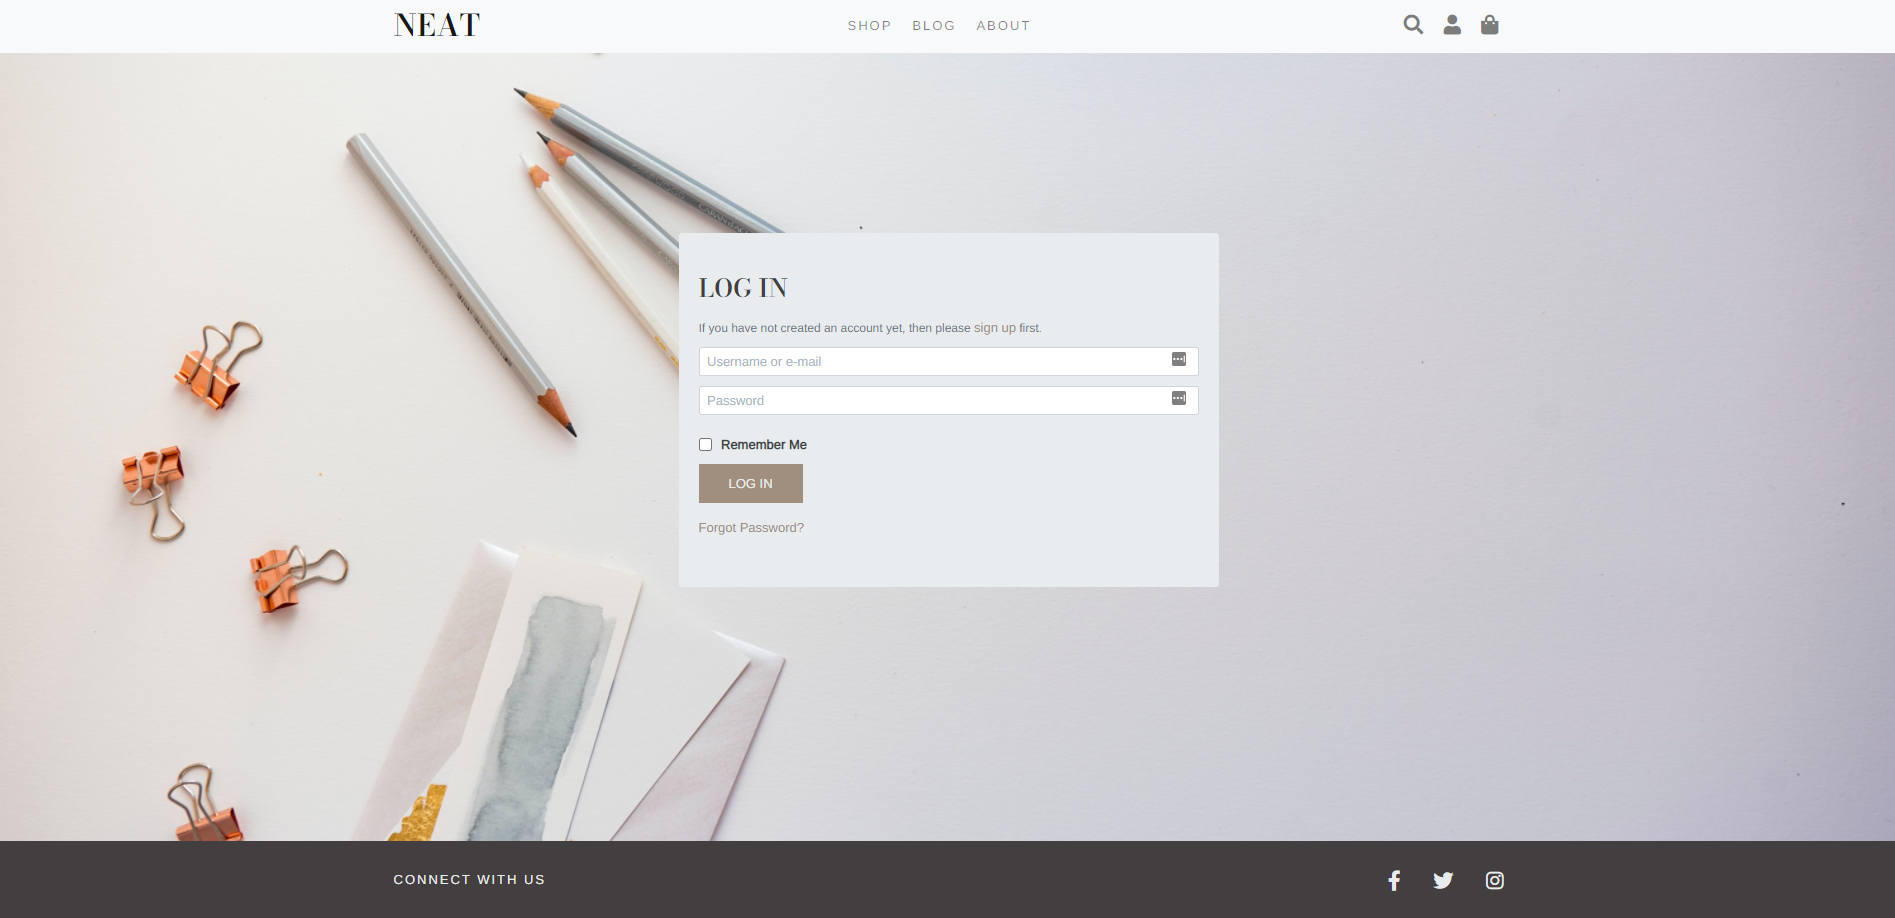 NEAT
SHOP BLOG ABOUT
LOG IN
If you have not created an account yet, then please sign up first.
Username or e-mail
Password
Remember Me
LOG IN
Forgot Password?
CONNECT WITH US